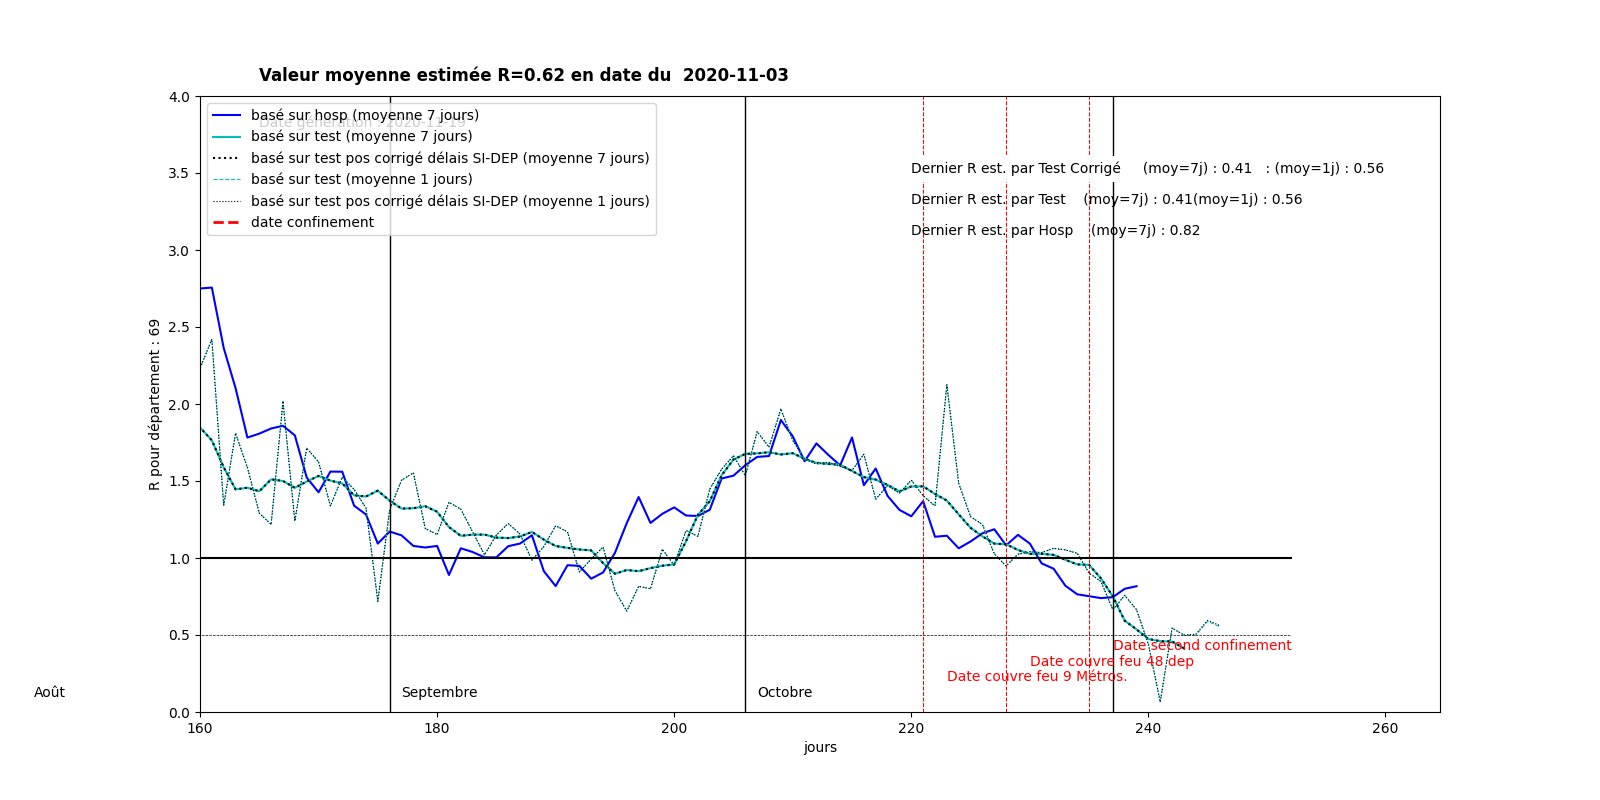 Valeur moyenne estimée R=0.62 en date du  2020-11-03
4.0
3.5
3.0
2.5
2.0
1.5
1.0
0.5
0.0
R pour département : 69
basé sur hosp (moyenne 7 jours)
Date génération : 2020-11-19
basé sur test (moyenne 7 jours)
basé sur test pos corrigé délais SI-DEP (moyenne 7 jours)
basé sur test (moyenne 1 jours)
basé sur test pos corrigé délais SI-DEP (moyenne 1 jours)
date confinement
Dernier R est. par Test Corrigé     (moy=7j) : 0.41   : (moy=1j) : 0.56
Dernier R est. par Test    (moy=7j) : 0.41(moy=1j) : 0.56
Dernier R est. par Hosp    (moy=7j) : 0.82
Date second confinement
Date couvre feu 48 dep
Date couvre feu 9 Métros.
Août
Septembre
Octobre
160 180 200 220 240 260
jours